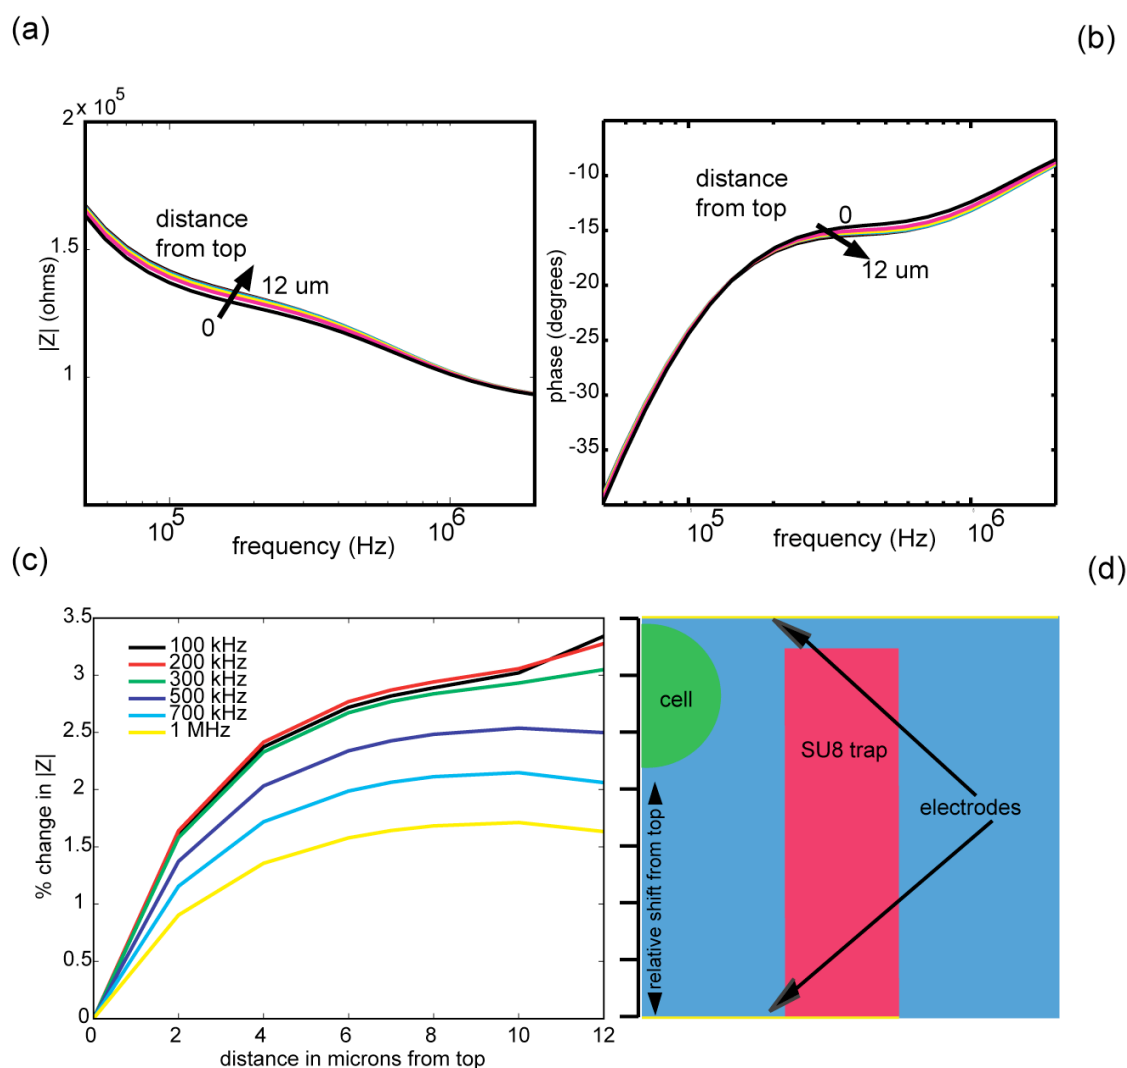 (a)
(b)
2 x 10^5
1.5
1
|Z| (ohms)
distance
from top
12 um
0
10^5
10^6
frequency (Hz)
-10
-15
-20
-25
-30
-35
phase (degrees)
distance
from top
0
12 um
10^5
10^6
frequency (Hz)
(c)
(d)
3.5
3
2.5
2
1.5
1
0.5
0
% change in |Z|
100 kHz
200 kHz
300 kHz
500 kHz
700 kHz
1 MHz
0
2
4
6
8
10
12
distance in microns from top
cell
SU8 trap
electrodes
relative shift from top